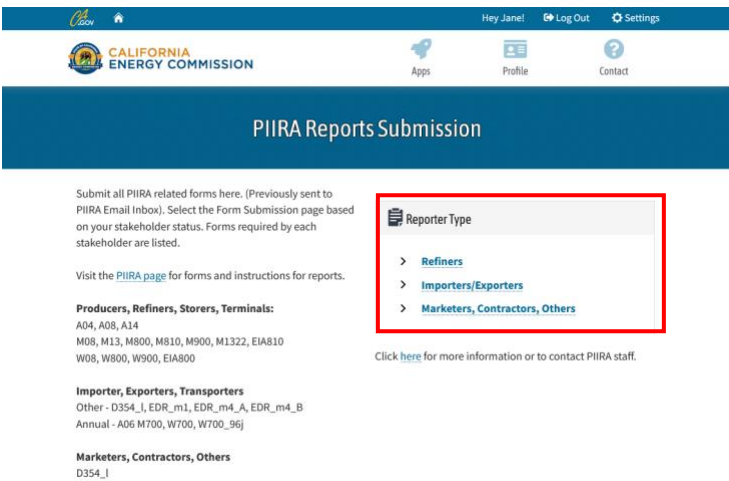 CA.GOV
Hey Jane! Log Out Settings
CALIFORNIA
ENERGY COMMISSION
Apps Profile Contact
PIIRA Reports Submission
Submit all PIIRA related forms here. (Previously sent to
PIIRA Email Inbox). Select the Form Submission page based
on your stakeholder status. Forms required by each
stakeholder are listed.
Visit the PIIRA page for forms and instructions for reports.
Producers, Refiners, Storers, Terminals:
A04, A08, A14
M08, M13, M800, M810, M900, M1322, EIA810
W08, W800, W900, EIA800
Importer, Exporters, Transporters
Other - D354_l, EDR_m1, EDR_m4_A, EDR_m4_B
Annual - A06 M700, W700, W700_96j
Marketers, Contractors, Others
D354_l
Reporter Type
Refiners
Importers/Exporters
Marketers, Contractors, Others
Click here for more information or to contact PIIRA staff.